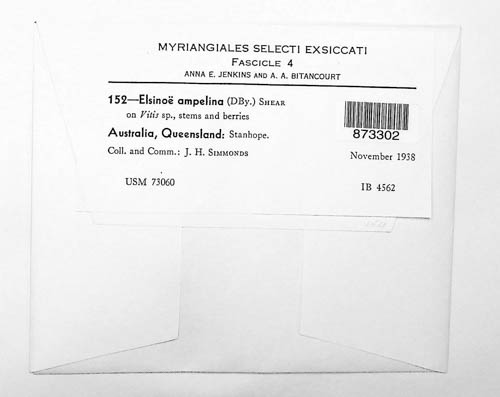 MYRIANGIALES SELECTI EXSICCATI
Fascicle 4
ANNA E. JENKINS AND A. A. BITANCOURT
152—Elsinoë ampelina (DBy.) Shear
on Vitis sp., stems and berries
Australia, Queensland: Stanhope.
Coll. and Comm.: J. H. Simmonds
873302
November 1938
USM 73060
IB 4562